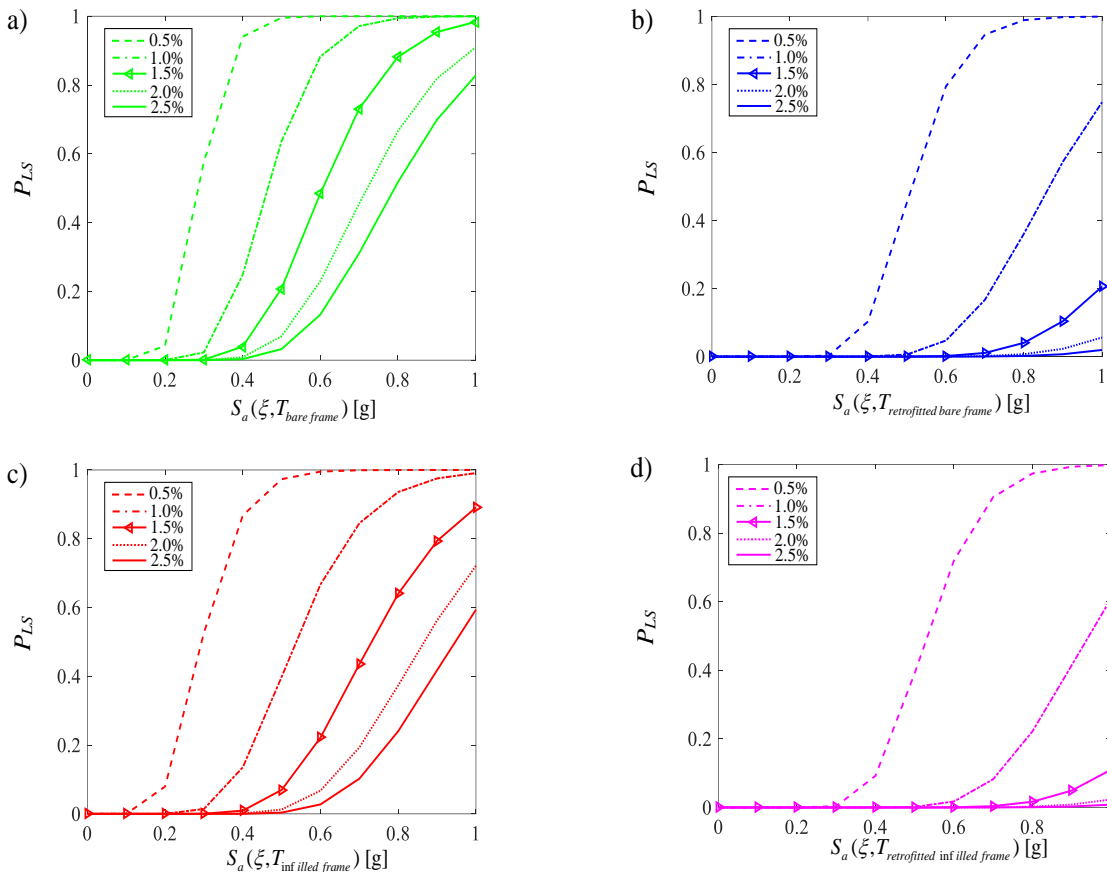 a)
1
0.8
0.6
0.4
0.2
0
0.5%
1.0%
1.5%
2.0%
2.5%
P_LS
0 0.2 0.4 0.6 0.8 1
S_a(ξ,T_bare frame) [g]
b)
1
0.8
0.6
0.4
0.2
0
0.5%
1.0%
1.5%
2.0%
2.5%
P_LS
0 0.2 0.4 0.6 0.8 1
S_a(ξ,T_retrofitted bare frame) [g]
c)
1
0.8
0.6
0.4
0.2
0
0.5%
1.0%
1.5%
2.0%
2.5%
P_LS
0 0.2 0.4 0.6 0.8 1
S_a(ξ,T_inf illed frame) [g]
d)
1
0.8
0.6
0.4
0.2
0
0.5%
1.0%
1.5%
2.0%
2.5%
P_LS
0 0.2 0.4 0.6 0.8
S_a(ξ,T_retrofitted inf illed frame) [g]